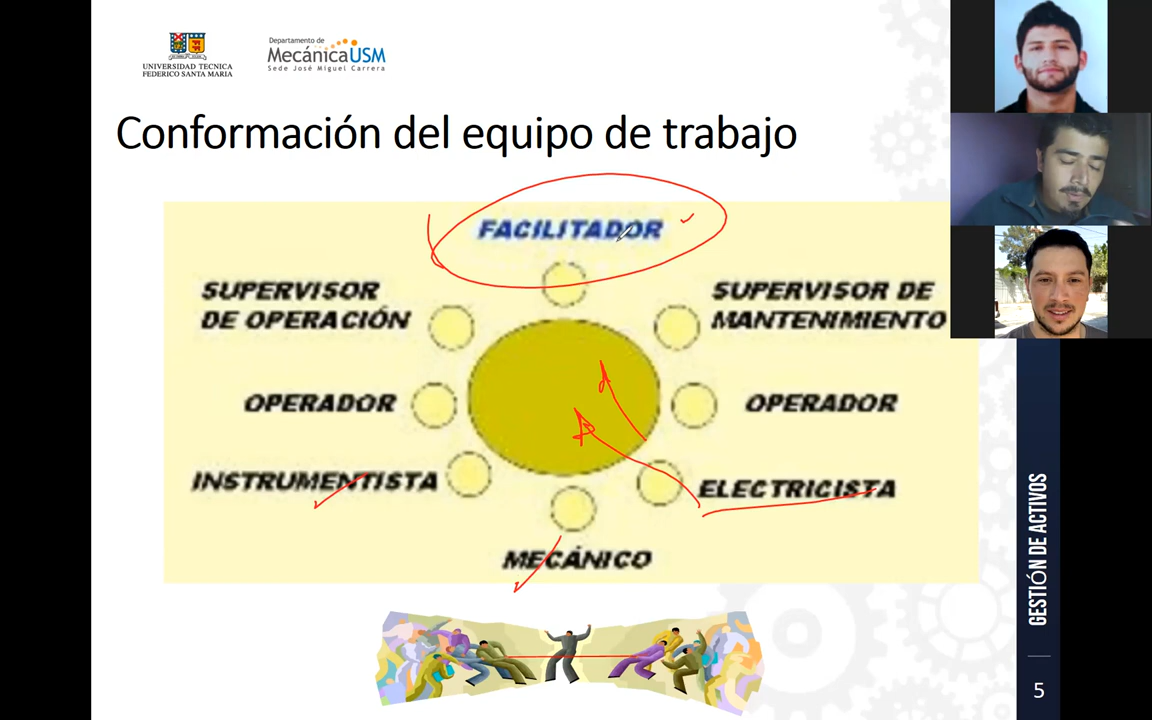 UNIVERSIDAD TECNICA
FEDERICO SANTA MARIA
Departamento de
MecánicaUSM
Sede José Miguel Carrera
Conformación del equipo de trabajo
FACILITADOR
SUPERVISOR
DE OPERACIÓN
SUPERVISOR DE
MANTENIMIENTO
OPERADOR
OPERADOR
INSTRUMENTISTA
ELECTRICISTA
MECÁNICO
GESTIÓN DE ACTIVOS
5